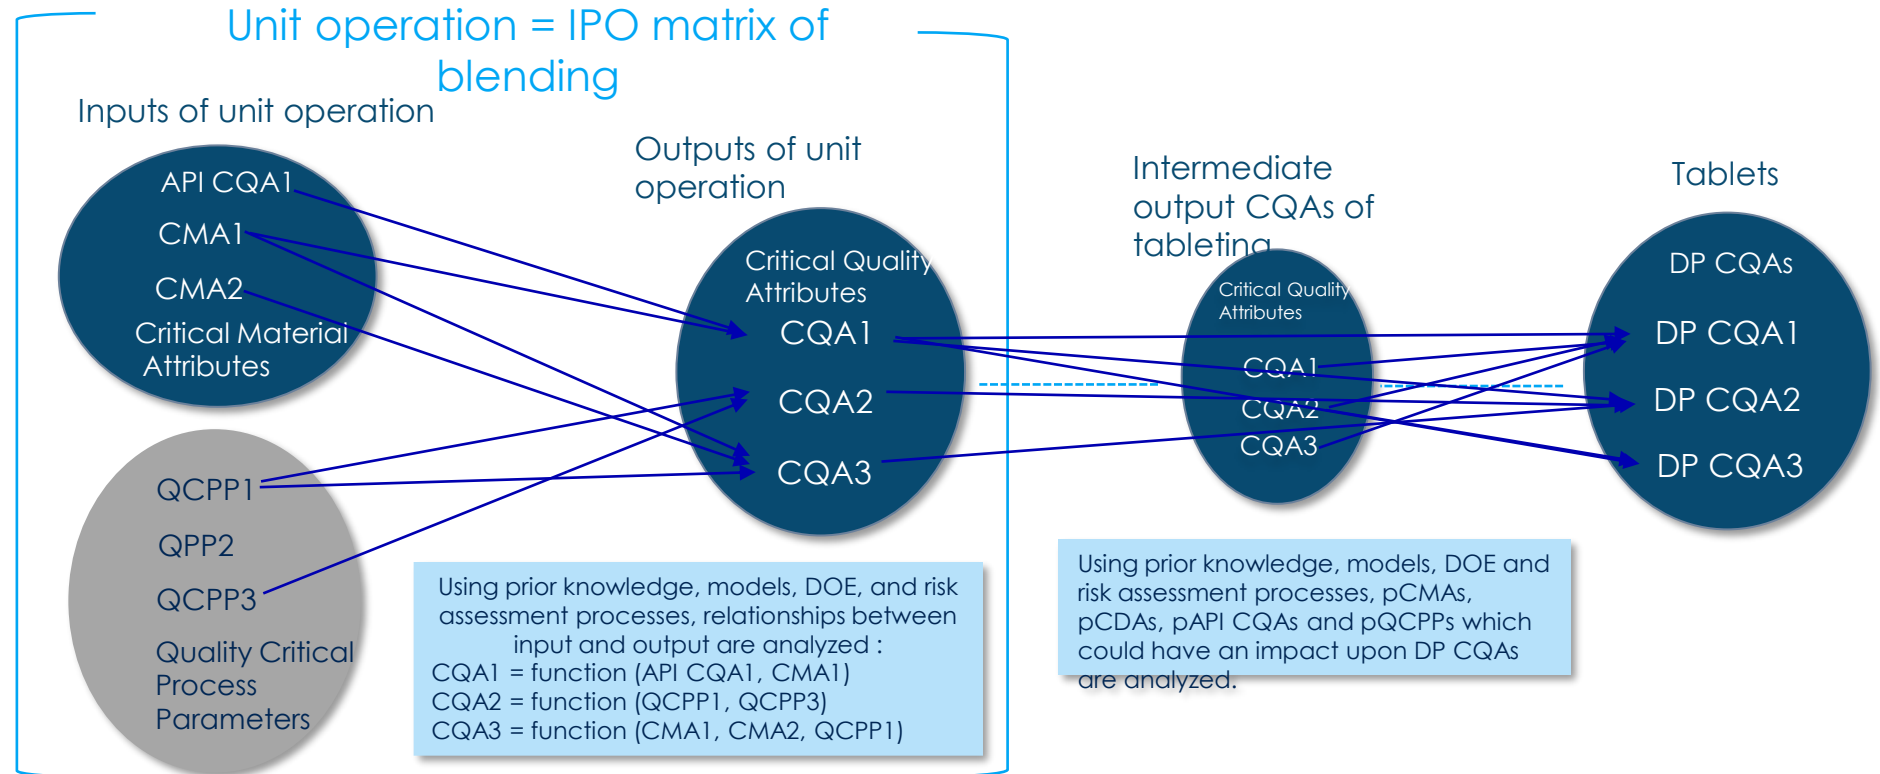 Unit operation = IPO matrix of
blending
Inputs of unit operation
API CQA1
CMA1
CMA2
Critical Material
Attributes
QCPP1
QPP2
QCPP3
Quality Critical
Process
Parameters
Outputs of unit
operation
Critical Quality
Attributes
CQA1
CQA2
CQA3
Using prior knowledge, models, DOE, and risk
assessment processes, relationships between
input and output are analyzed :
CQA1 = function (API CQA1, CMA1)
CQA2 = function (QCPP1, QCPP3)
CQA3 = function (CMA1, CMA2, QCPP1)
Intermediate
output CQAs of
tableting
Critical Quality
Attributes
CQA1
CQA2
CQA3
Tablets
DP CQAs
DP CQA1
DP CQA2
DP CQA3
Using prior knowledge, models, DOE and
risk assessment processes, pCMAs,
pCDAs, pAPI CQAs and pQCPPs which
could have an impact upon DP CQAs
are analyzed.